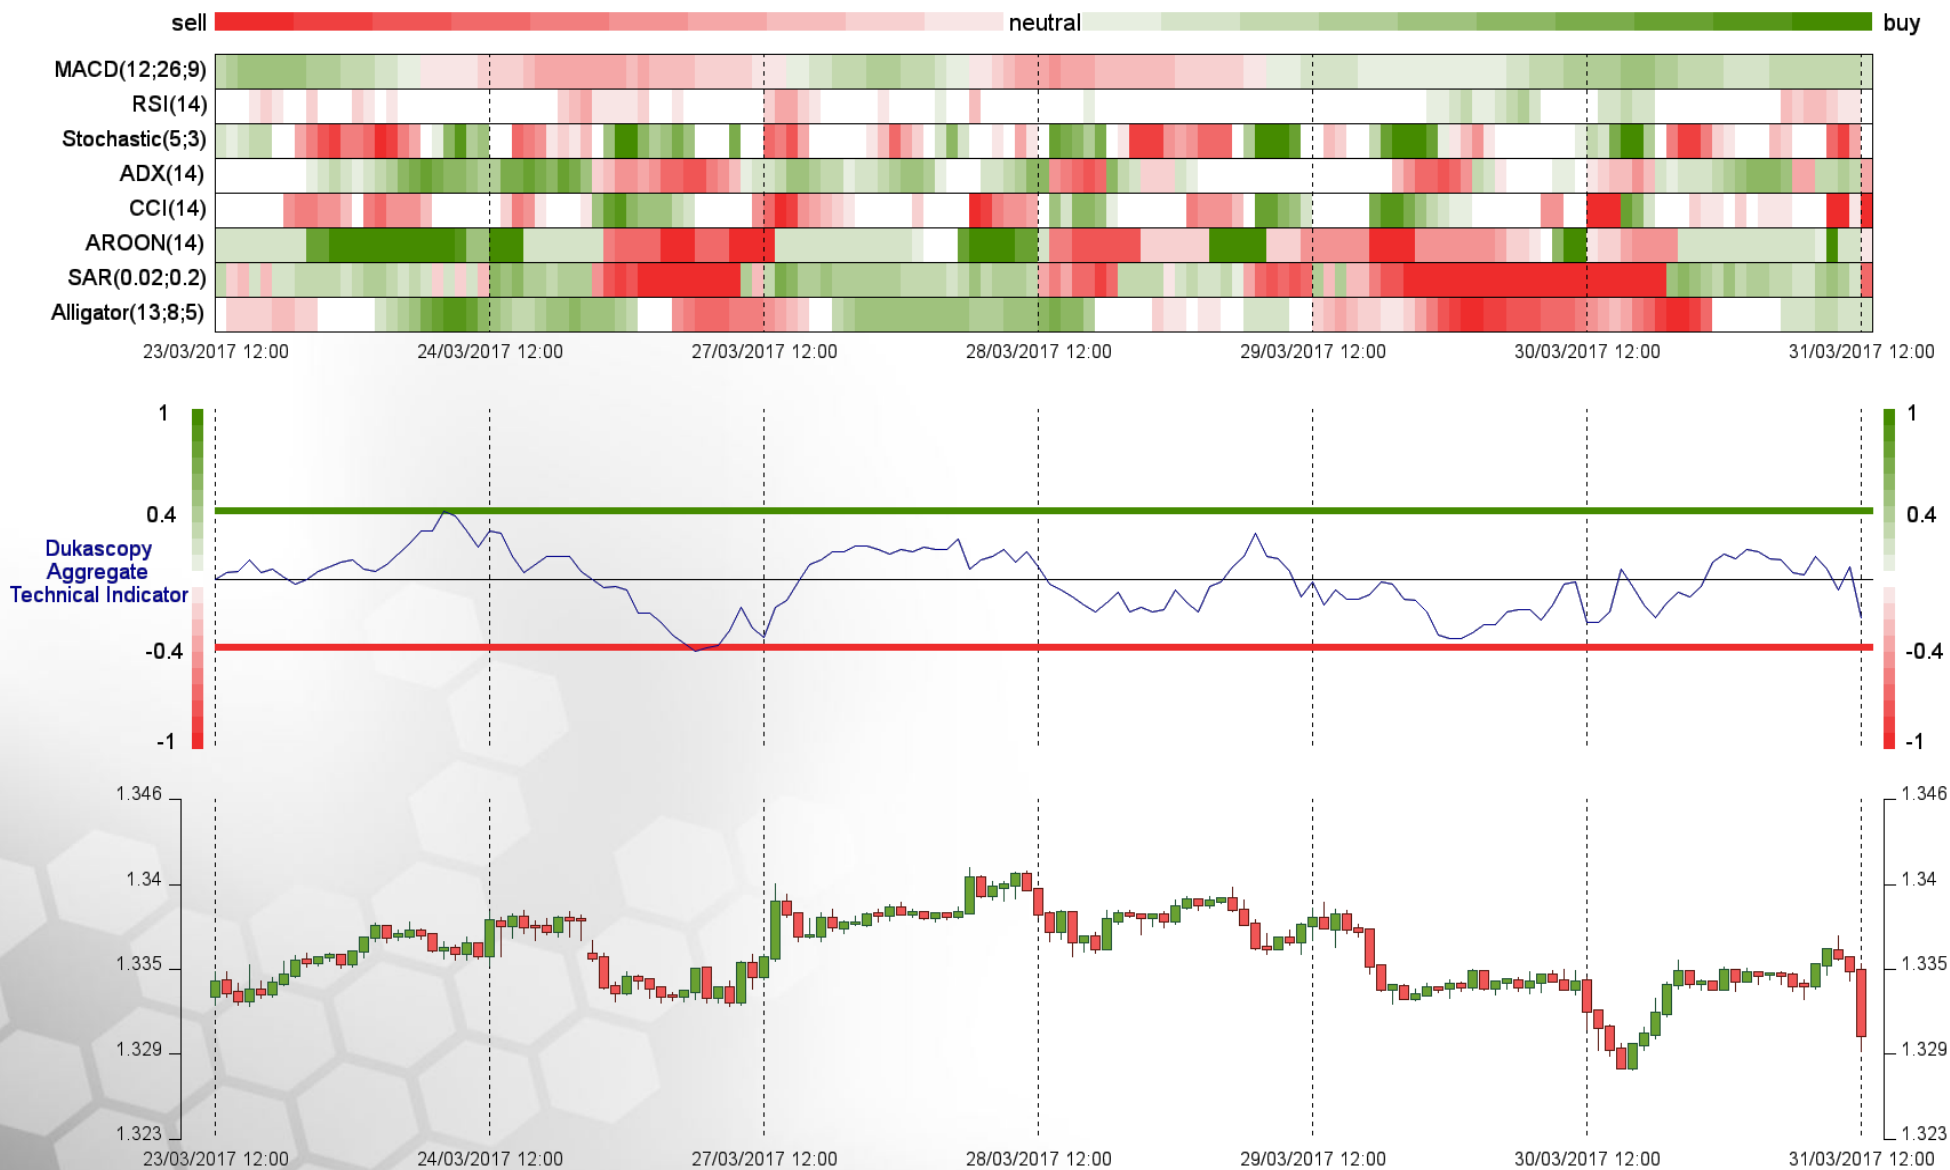 sell neutral buy
MACD(12;26;9)
RSI(14)
Stochastic(5;3)
ADX(14)
CCI(14)
AROON(14)
SAR(0.02;0.2)
Alligator(13;8;5)
23/03/2017 12:00 24/03/2017 12:00 27/03/2017 12:00 28/03/2017 12:00 29/03/2017 12:00 30/03/2017 12:00 31/03/2017 12:00
1 1
0.4 0.4
Dukascopy
Aggregate
Technical Indicator
-0.4 -0.4
-1 -1
1.346 1.346
1.34 1.34
1.335 1.335
1.329 1.329
1.323 1.323
23/03/2017 12:00 24/03/2017 12:00 27/03/2017 12:00 28/03/2017 12:00 29/03/2017 12:00 30/03/2017 12:00 31/03/2017 12:00